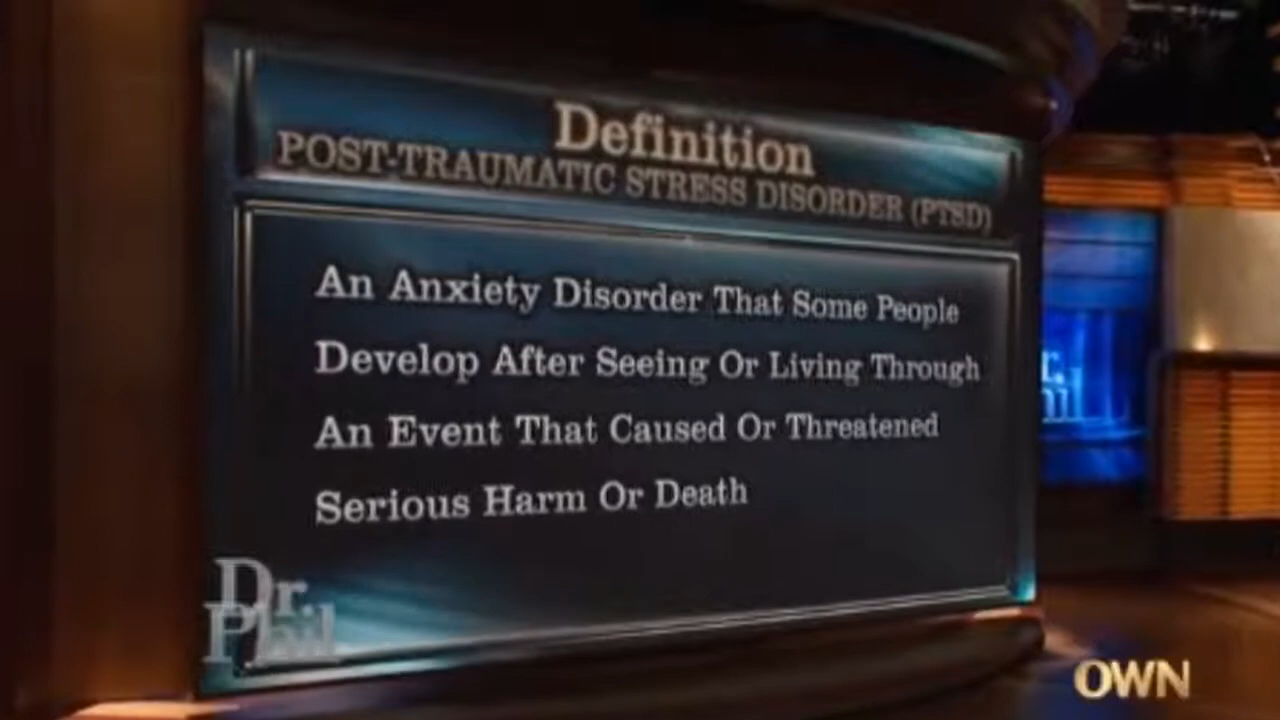 Definition
POST-TRAUMATIC STRESS DISORDER (PTSD)
An Anxiety Disorder That Some People
Develop After Seeing Or Living Through
An Event That Caused Or Threatened
Serious Harm Or Death
Dr.
Phil
OWN